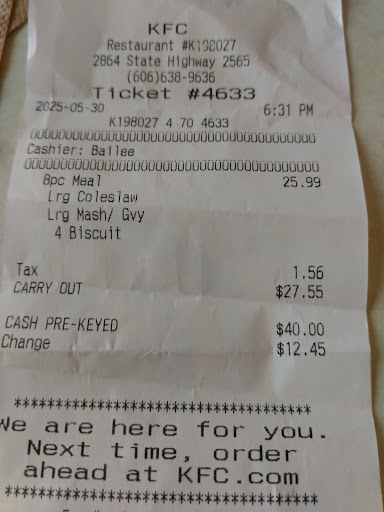 KFC
Restaurant #K198027
2864 State Highway 2565
(606)638-9636
Ticket #4633
2025-05-30 6:31 PM
K198027 4 70 4633
ÜÜÜÜÜÜÜÜÜÜÜÜÜÜÜÜÜÜÜÜÜÜÜÜÜÜÜÜÜÜÜÜÜÜÜÜÜÜ
Cashier: Bailee
ÜÜÜÜÜÜÜÜÜÜÜÜÜÜÜÜÜÜÜÜÜÜÜÜÜÜÜÜÜÜÜÜÜÜÜÜÜÜ
8pc Meal 25.99
Lrg Coleslaw
Lrg Mash/ Gvy
4 Biscuit
Tax 1.56
CARRY OUT $27.55
CASH PRE-KEYED $40.00
Change $12.45
************************************
We are here for you.
Next time, order
ahead at KFC.com
************************************